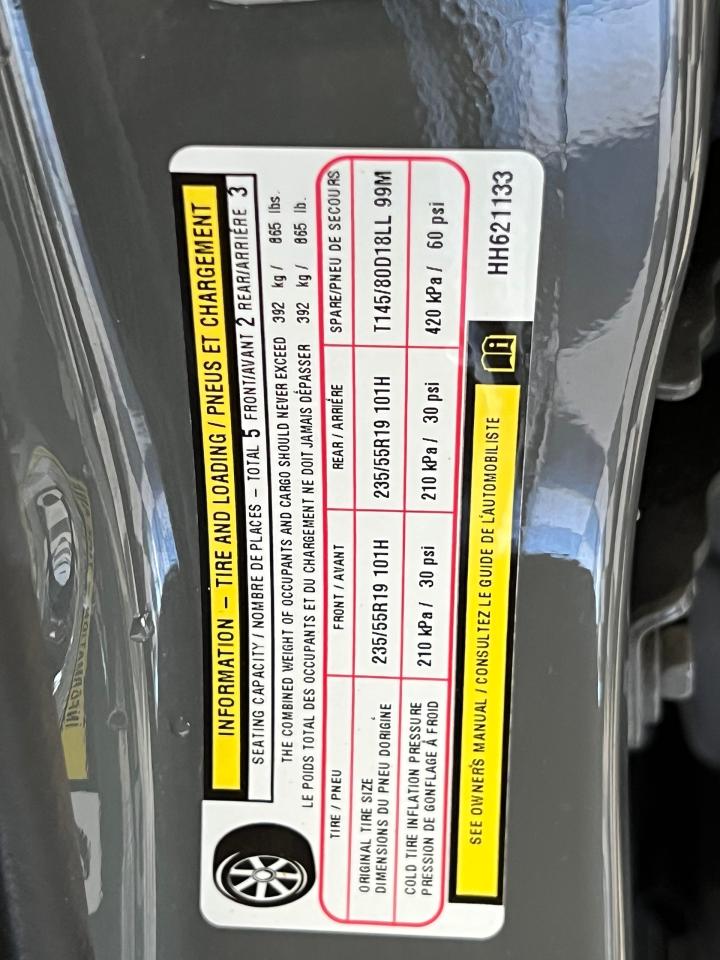 INFORMATION – TIRE AND LOADING / PNEUS ET CHARGEMENT
SEATING CAPACITY / NOMBRE DE PLACES – TOTAL 5 FRONT/AVANT 2 REAR/ARRIÉRE 3
THE COMBINED WEIGHT OF OCCUPANTS AND CARGO SHOULD NEVER EXCEED 392 kg / 865 lbs.
LE POIDS TOTAL DES OCCUPANTS ET DU CHARGEMENT NE DOIT JAMAIS DÉPASSER 392 kg / 865 lb.
TIRE / PNEU FRONT / AVANT REAR / ARRIÉRE SPARE/PNEU DE SECOURS
ORIGINAL TIRE SIZE
DIMENSIONS DU PNEU D'ORIGINE 235/55R19 101H 235/55R19 101H T145/80D18LL 99M
COLD TIRE INFLATION PRESSURE
PRESSION DE GONFLAGE À FROID 210 kPa / 30 psi 210 kPa / 30 psi 420 kPa / 60 psi
SEE OWNER'S MANUAL / CONSULTEZ LE GUIDE DE L'AUTOMOBILISTE
HH621133